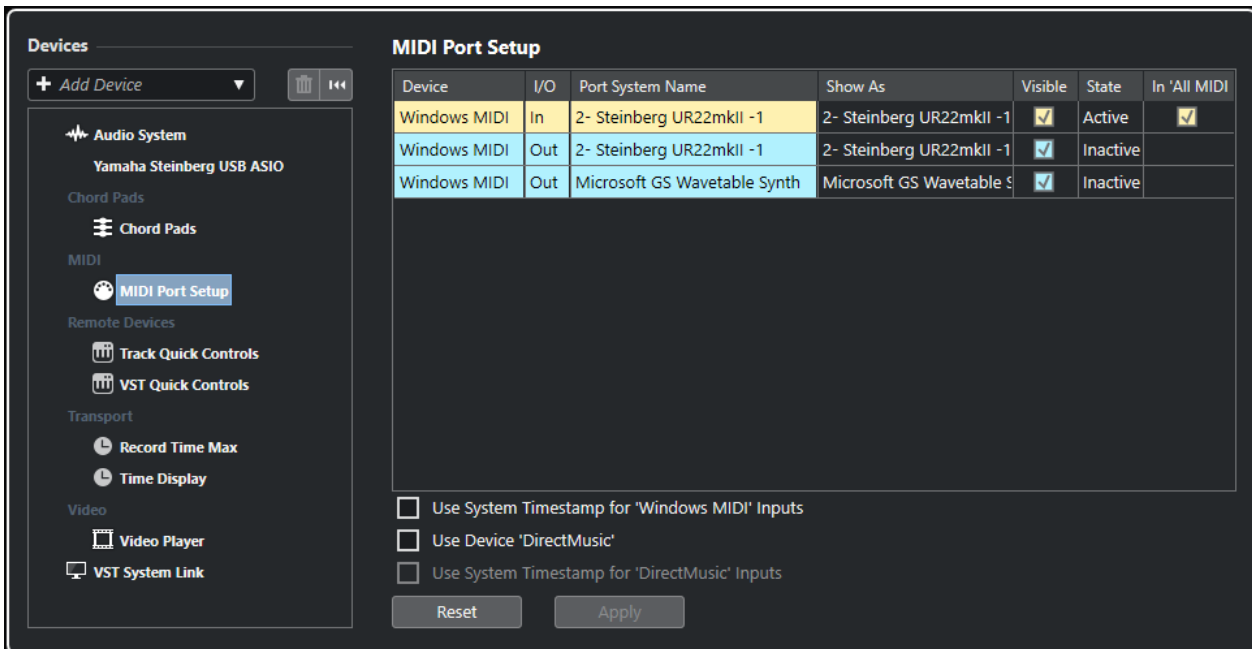 Devices
Add Device
Audio System
Yamaha Steinberg USB ASIO
Chord Pads
Chord Pads
MIDI
MIDI Port Setup
Remote Devices
Track Quick Controls
VST Quick Controls
Transport
Record Time Max
Time Display
Video
Video Player
VST System Link
MIDI Port Setup
Device I/O Port System Name Show As Visible State In 'All MIDI
Windows MIDI In 2- Steinberg UR22mkII -1 2- Steinberg UR22mkII -1 Active
Windows MIDI Out 2- Steinberg UR22mkII -1 2- Steinberg UR22mkII -1 Inactive
Windows MIDI Out Microsoft GS Wavetable Synth Microsoft GS Wavetable S Inactive
Use System Timestamp for 'Windows MIDI' Inputs
Use Device 'DirectMusic'
Use System Timestamp for 'DirectMusic' Inputs
Reset Apply